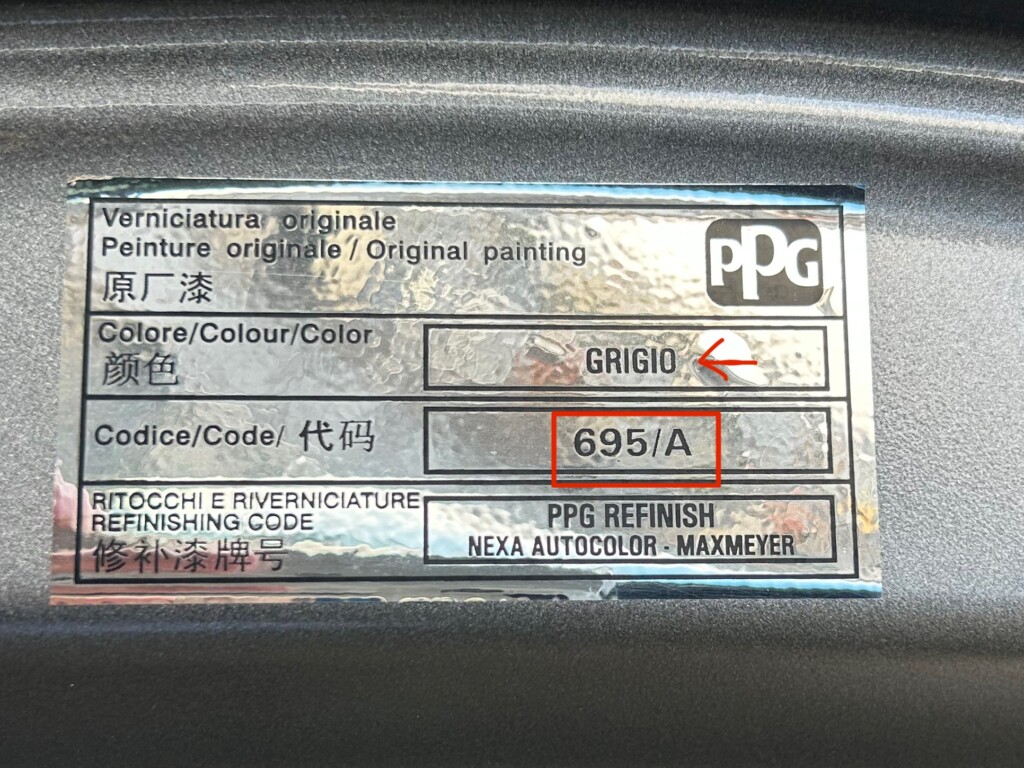 Verniciatura originale
Peinture originale / Original painting
原厂漆
PPG
Colore/Colour/Color
颜色
GRIGIO
Codice/Code/ 代码
695/A
RITOCCHI E RIVERNICIATURE
REFINISHING CODE
修补漆牌号
PPG REFINISH
NEXA AUTOCOLOR - MAXMEYER